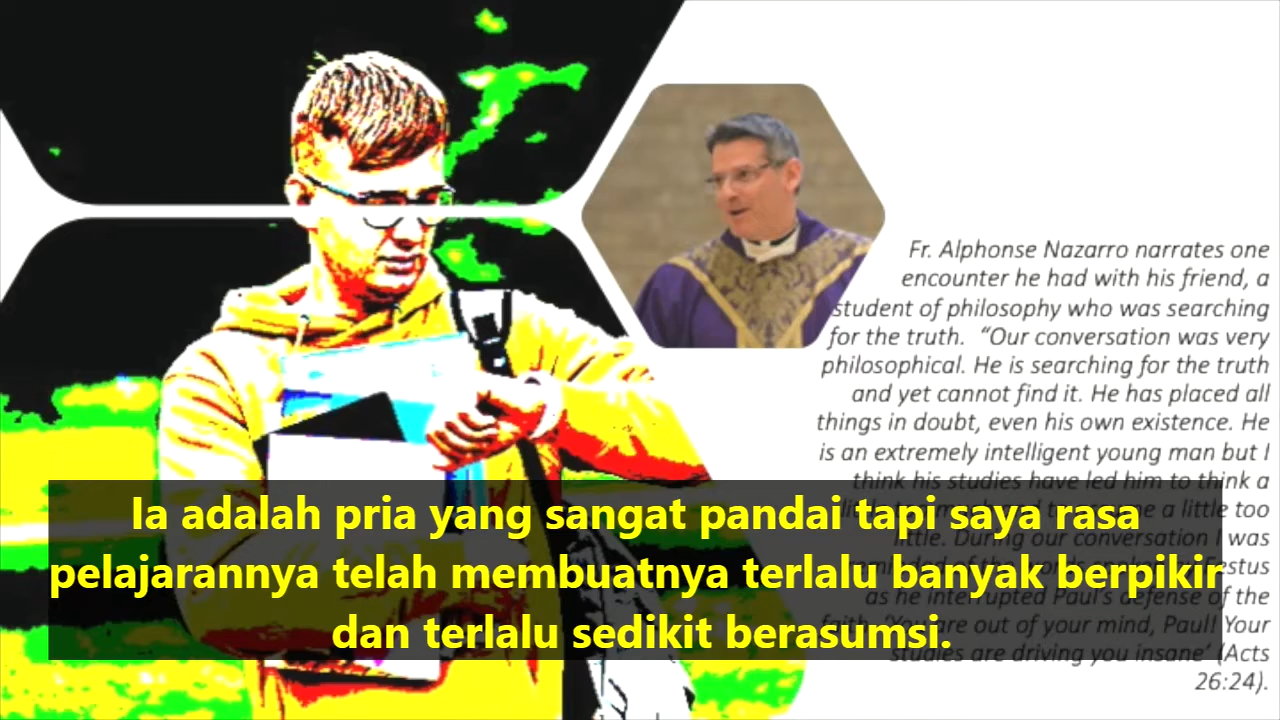 Fr. Alphonse Nazarro narrates one
encounter he had with his friend, a
student of philosophy who was searching
for the truth. “Our conversation was very
philosophical. He is searching for the truth
and yet cannot find it. He has placed all
things in doubt, even his own existence. He
is an extremely intelligent young man but I
think his studies have led him to think a
little too
little. During our conversation I was
Festus
as he interrupted Paul's defense of the
faith. ‘You are out of your mind, Paul! Your
studies are driving you insane’ (Acts
26:24).
Ia adalah pria yang sangat pandai tapi saya rasa
pelajarannya telah membuatnya terlalu banyak berpikir
dan terlalu sedikit berasumsi.